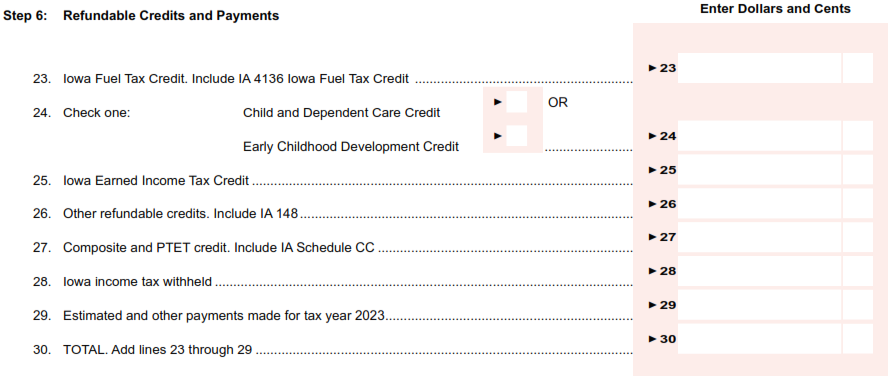 Step 6: Refundable Credits and Payments
Enter Dollars and Cents
23. Iowa Fuel Tax Credit. Include IA 4136 Iowa Fuel Tax Credit ................................................................ ►23
24. Check one: Child and Dependent Care Credit ► OR
Early Childhood Development Credit ► ........................ ►24
25. Iowa Earned Income Tax Credit ................................................................ ►25
26. Other refundable credits. Include IA 148 ................................................................ ►26
27. Composite and PTET credit. Include IA Schedule CC ................................................................ ►27
28. Iowa income tax withheld ................................................................ ►28
29. Estimated and other payments made for tax year 2023 ................................................................ ►29
30. TOTAL. Add lines 23 through 29 ................................................................ ►30